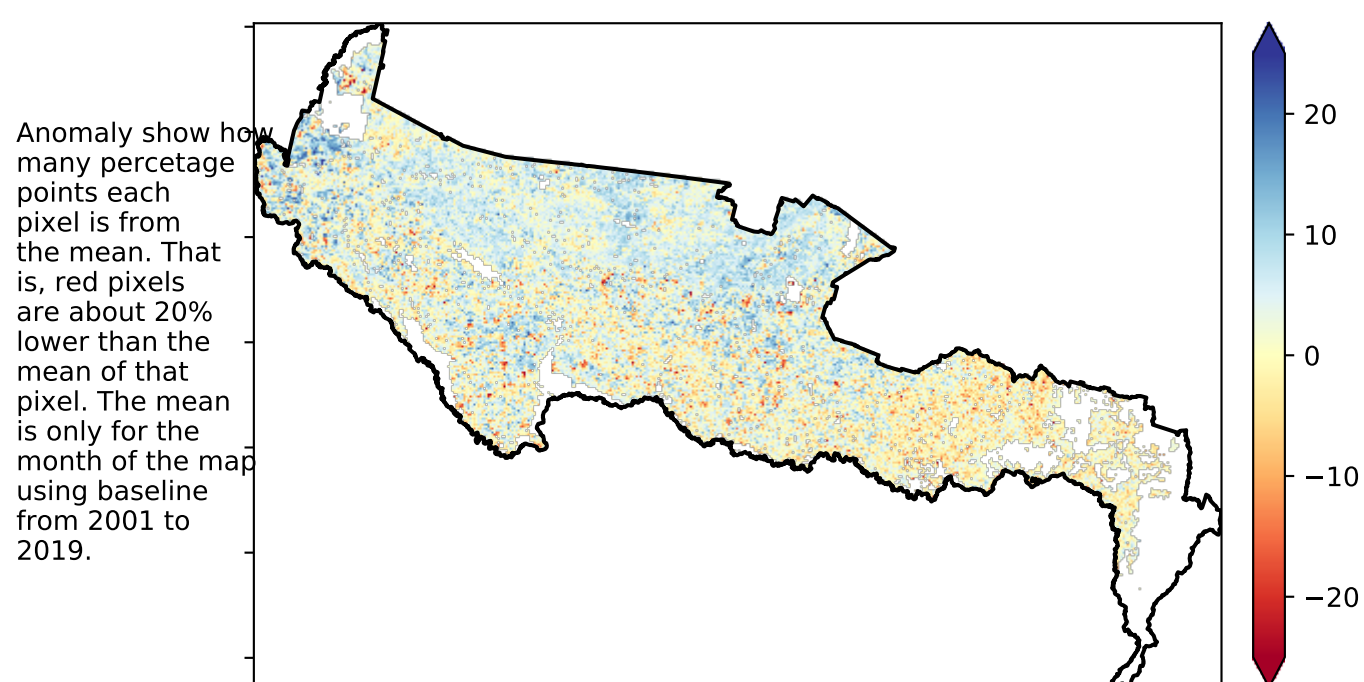 Anomaly show how
many percetage
points each
pixel is from
the mean. That
is, red pixels
are about 20%
lower than the
mean of that
pixel. The mean
is only for the
month of the map
using baseline
from 2001 to
2019.
20
10
0
−10
−20